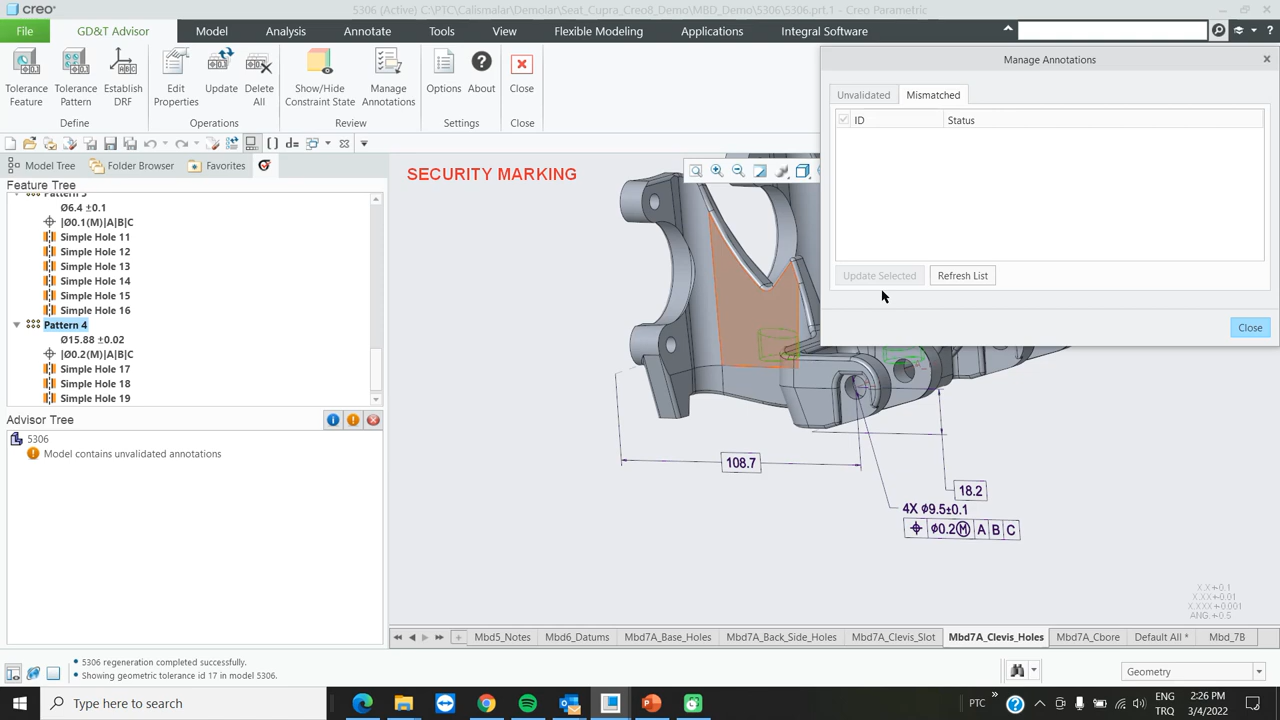 creo
5306 (Active) C:\PTC\Calismalar\Demolar\Seat_Cupra_Creo8_Demo\MBD_Demo\5306\5306.prt.1 - Creo Parametric
File GD&T Advisor Model Analysis Annotate Tools View Flexible Modeling Applications Integral Software
Tolerance Feature
Tolerance Pattern
Establish DRF
Edit Properties
Update
Delete All
Show/Hide Constraint State
Manage Annotations
Options
About
Close
Define Operations Review Settings Close
Manage Annotations
Unvalidated Mismatched
ID Status
Update Selected Refresh List
Close
Model Tree Folder Browser Favorites
Feature Tree
Ø6.4 ±0.1
|Ø0.1(M)|A|B|C
Simple Hole 11
Simple Hole 12
Simple Hole 13
Simple Hole 14
Simple Hole 15
Simple Hole 16
Pattern 4
Ø15.88 ±0.02
|Ø0.2(M)|A|B|C
Simple Hole 17
Simple Hole 18
Simple Hole 19
Advisor Tree
5306
Model contains unvalidated annotations
SECURITY MARKING
108.7
18.2
4X Ø9.5±0.1
Ø0.2Ⓜ A B C
X.X+-0.1
X.XX+-0.01
X.XXX+-0.001
ANG.+-0.5
Mbd5_Notes Mbd6_Datums Mbd7A_Base_Holes Mbd7A_Back_Side_Holes Mbd7A_Clevis_Slot Mbd7A_Clevis_Holes Mbd7A_Cbore Default All * Mbd_7B
• 5306 regeneration completed successfully.
• Showing geometric tolerance id 17 in model 5306.
Geometry
Type here to search
PTC
ENG
TRQ
2:26 PM
3/4/2022